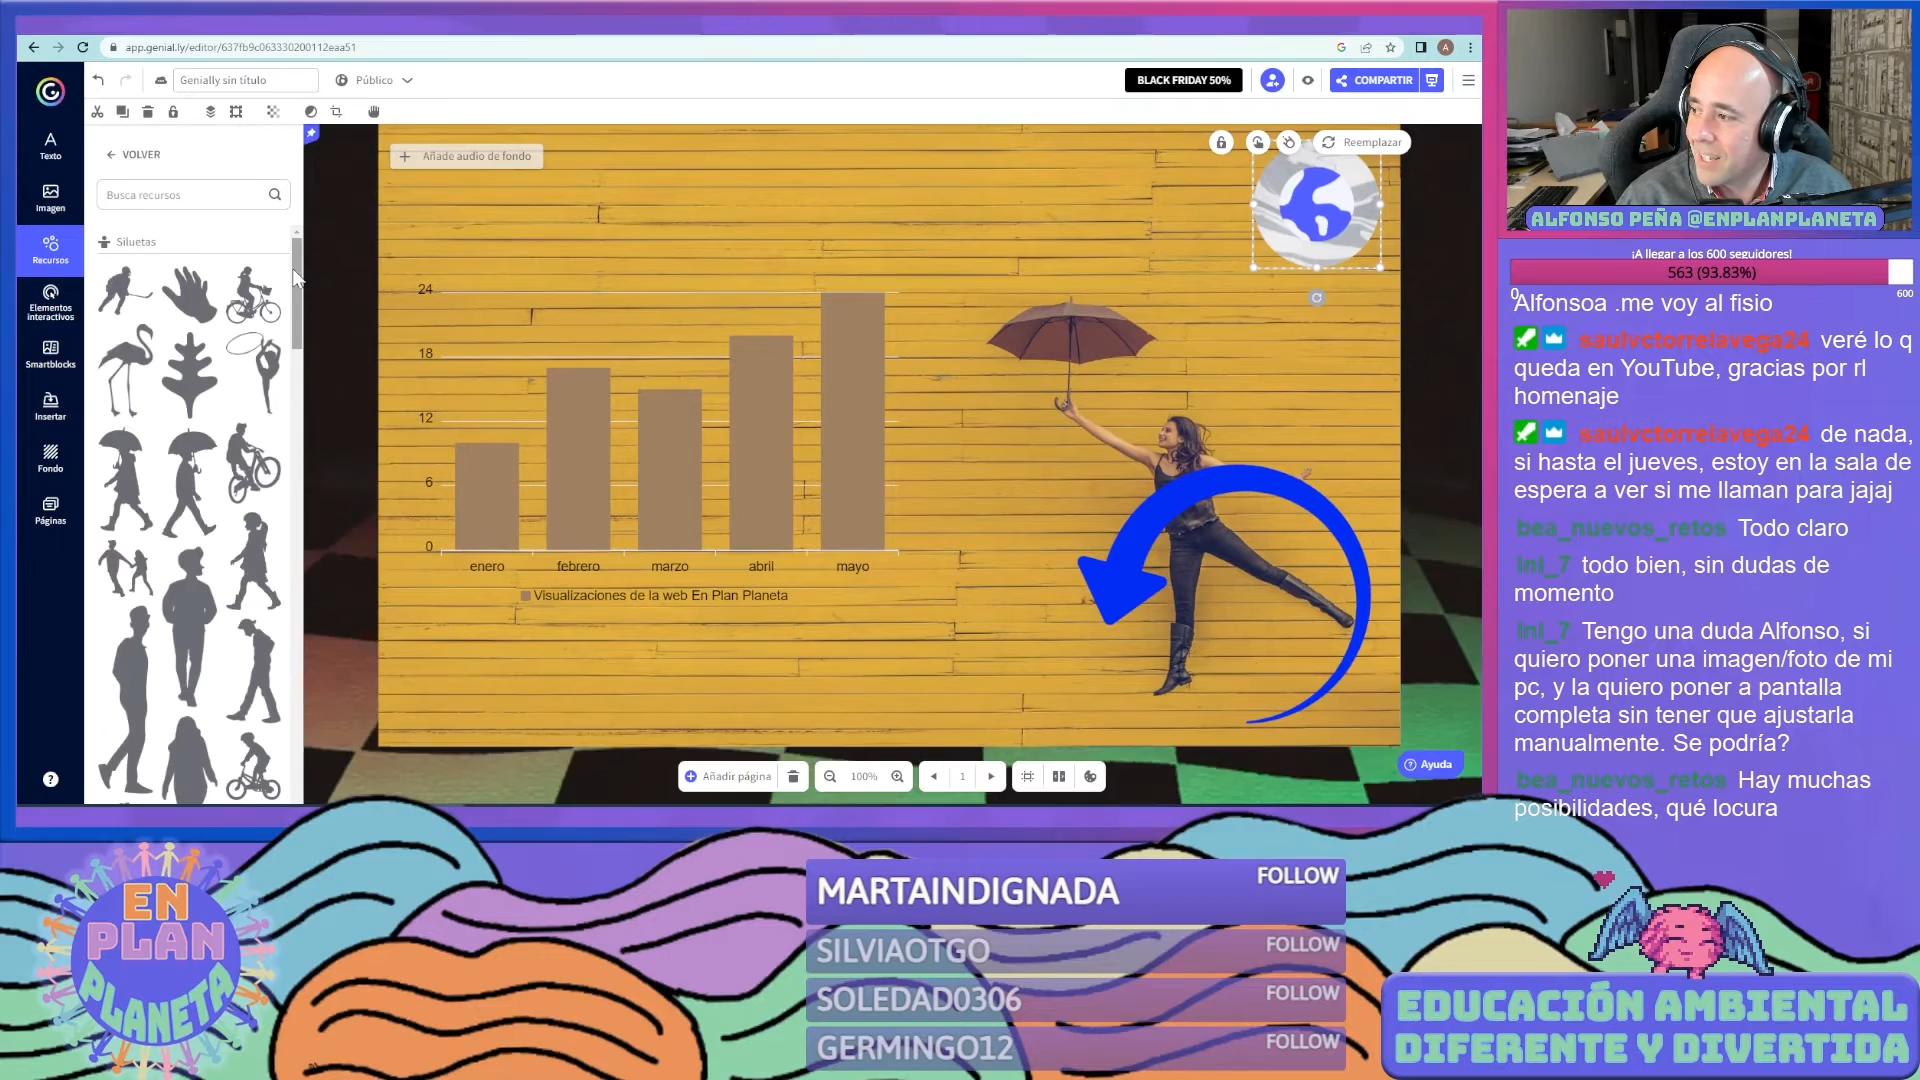 app.genial.ly/editor/637fb9c063330200112eaa51
G
A
Genially sin título
Público
BLACK FRIDAY 50%
COMPARTIR
Texto
Imagen
Recursos
Elementos
interactivos
Smartblocks
Insertar
Fondo
Páginas
?
VOLVER
Busca recursos
Siluetas
Añade audio de fondo
Reemplazar
24
18
12
6
0
enero febrero marzo abril mayo
Visualizaciones de la web En Plan Planeta
Añadir página
100%
1
Ayuda
ALFONSO PEÑA @ENPLANPLANETA
¡A llegar a los 600 seguidores!
563 (93.83%)
0 600
Alfonsoa .me voy al fisio
saulvctorrelavega24 veré lo q
queda en YouTube, gracias por rl
homenaje
saulvctorrelavega24 de nada,
si hasta el jueves, estoy en la sala de
espera a ver si me llaman para jajaj
bea_nuevos_retos Todo claro
lnl_7 todo bien, sin dudas de
momento
lnl_7 Tengo una duda Alfonso, si
quiero poner una imagen/foto de mi
pc, y la quiero poner a pantalla
completa sin tener que ajustarla
manualmente. Se podría?
bea_nuevos_retos Hay muchas
posibilidades, qué locura
EN
PLAN
PLANETA
MARTAINDIGNADA FOLLOW
SILVIAOTGO FOLLOW
SOLEDAD0306 FOLLOW
GERMINGO12 FOLLOW
EDUCACIÓN AMBIENTAL
DIFERENTE Y DIVERTIDA